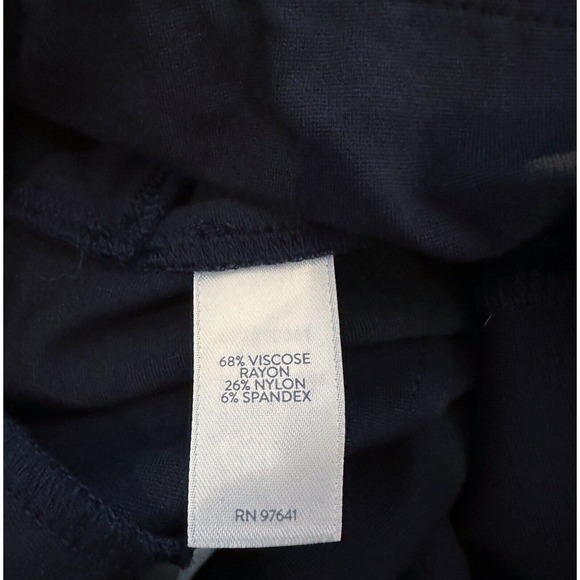 68% VISCOSE
RAYON
26% NYLON
6% SPANDEX
RN 97641